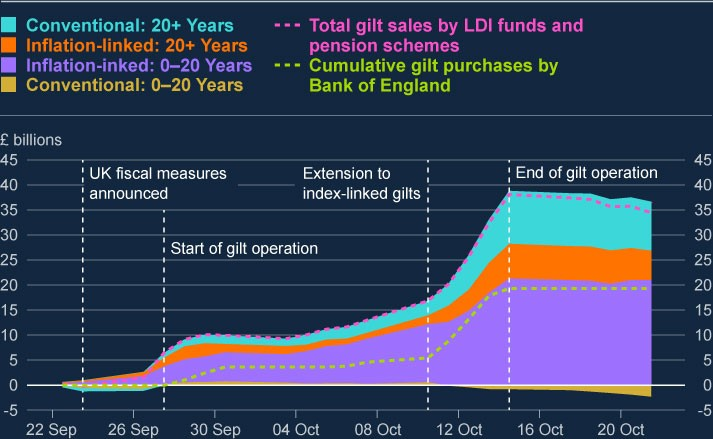 Conventional: 20+ Years
Inflation-linked: 20+ Years
Inflation-inked: 0–20 Years
Conventional: 0–20 Years
Total gilt sales by LDI funds and
pension schemes
Cumulative gilt purchases by
Bank of England
£ billions
45
40
35
30
25
20
15
10
5
0
-5
UK fiscal measures
announced
Start of gilt operation
Extension to
index-linked gilts
End of gilt operation
45
40
35
30
25
20
15
10
5
0
-5
22 Sep
26 Sep
30 Sep
04 Oct
08 Oct
12 Oct
16 Oct
20 Oct